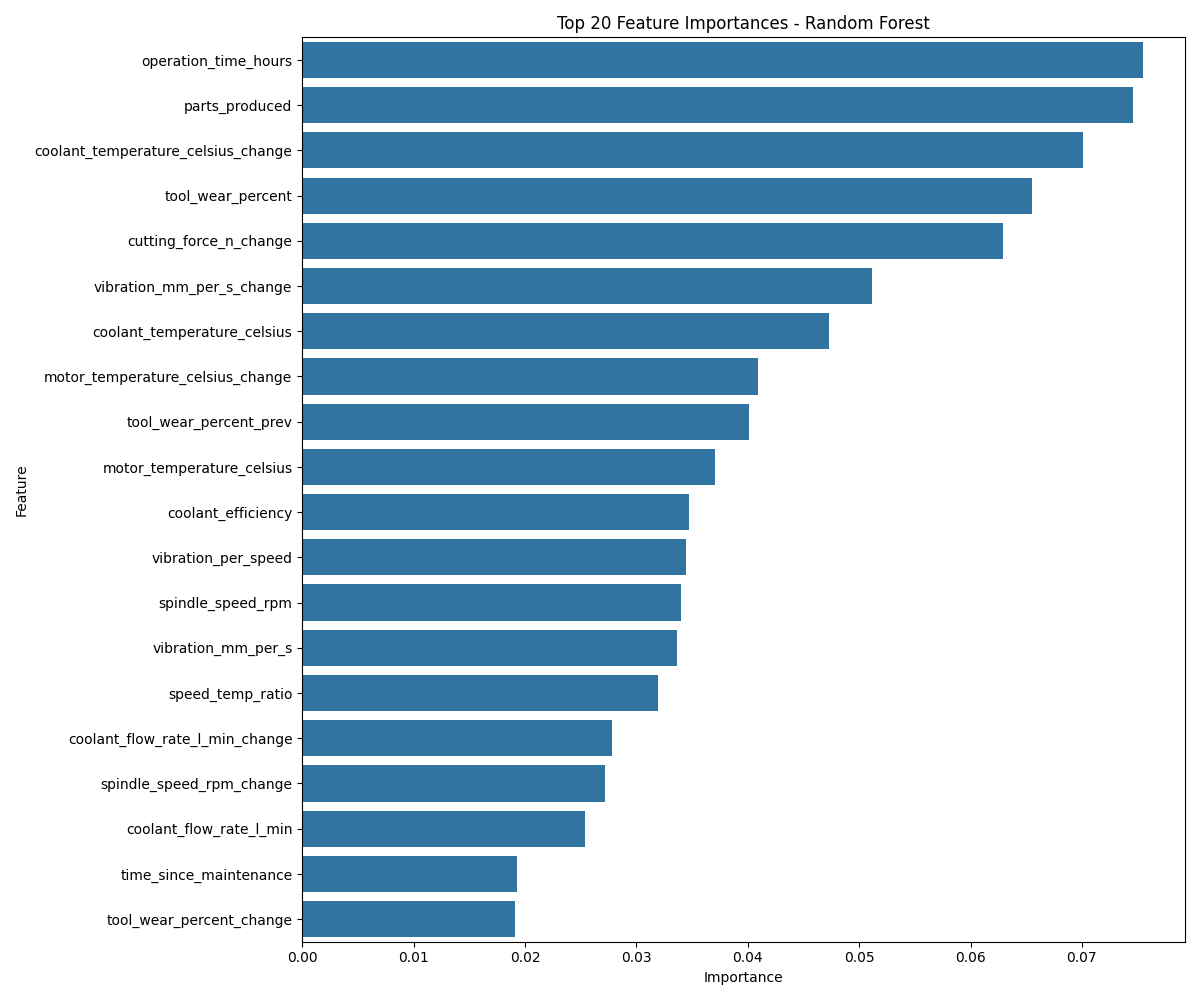 Top 20 Feature Importances - Random Forest
operation_time_hours
parts_produced
coolant_temperature_celsius_change
tool_wear_percent
cutting_force_n_change
vibration_mm_per_s_change
coolant_temperature_celsius
motor_temperature_celsius_change
tool_wear_percent_prev
motor_temperature_celsius
coolant_efficiency
vibration_per_speed
spindle_speed_rpm
vibration_mm_per_s
speed_temp_ratio
coolant_flow_rate_l_min_change
spindle_speed_rpm_change
coolant_flow_rate_l_min
time_since_maintenance
tool_wear_percent_change
Feature
0.00 0.01 0.02 0.03 0.04 0.05 0.06 0.07
Importance